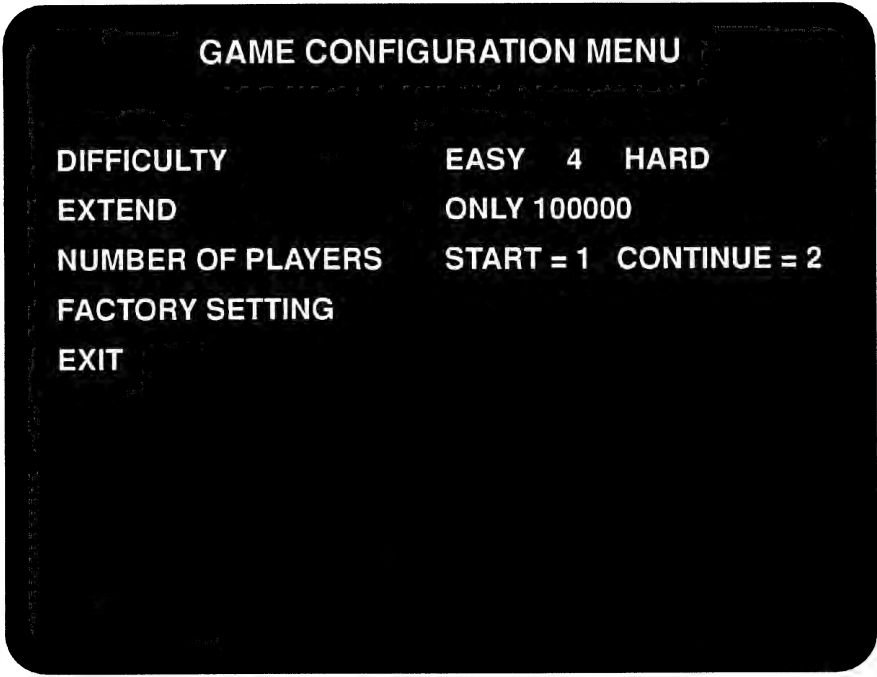 GAME CONFIGURATION MENU
DIFFICULTY EASY 4 HARD
EXTEND ONLY 100000
NUMBER OF PLAYERS START = 1 CONTINUE = 2
FACTORY SETTING
EXIT